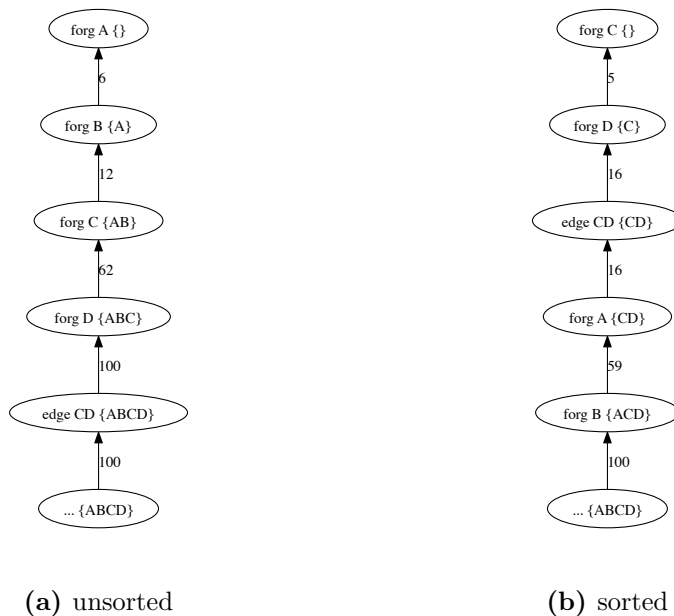 forg A {}
6
forg B {A}
12
forg C {AB}
62
forg D {ABC}
100
edge CD {ABCD}
100
... {ABCD}
(a) unsorted
forg C {}
5
forg D {C}
16
edge CD {CD}
16
forg A {CD}
59
forg B {ACD}
100
... {ABCD}
(b) sorted